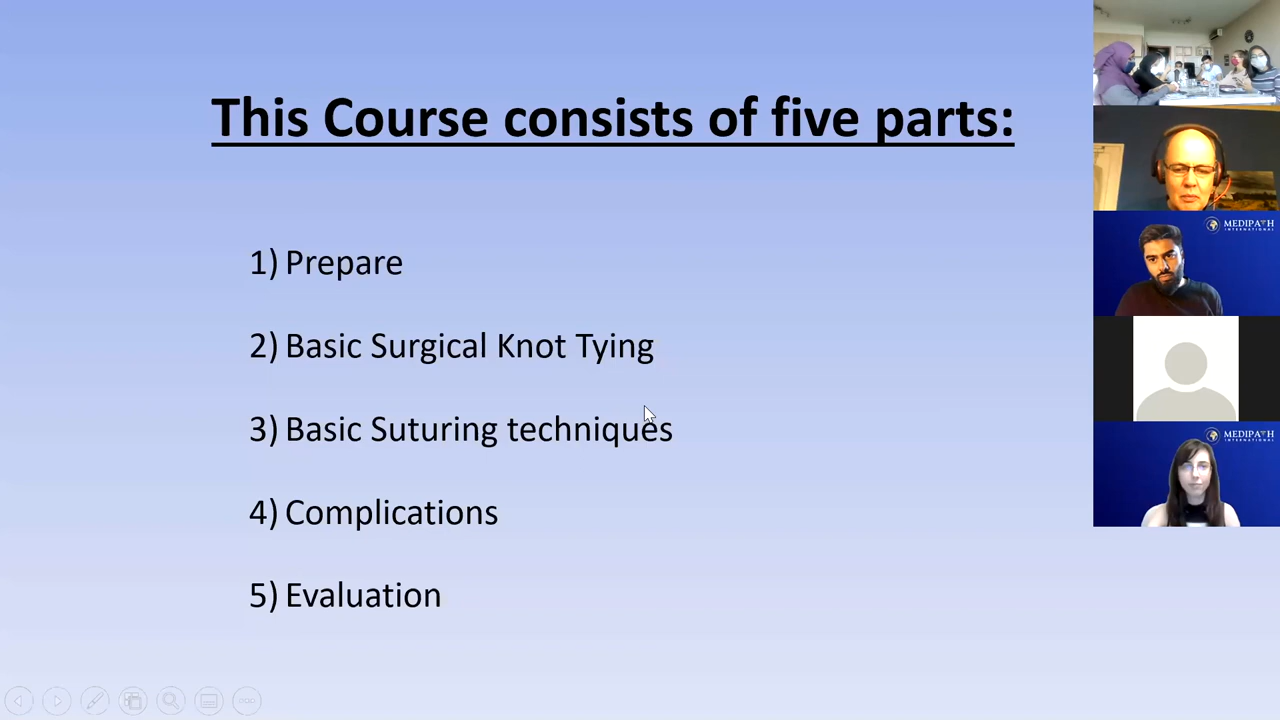 This Course consists of five parts:
1) Prepare
2) Basic Surgical Knot Tying
3) Basic Suturing techniques
4) Complications
5) Evaluation
MEDIPATH
INTERNATIONAL
MEDIPATH
INTERNATIONAL